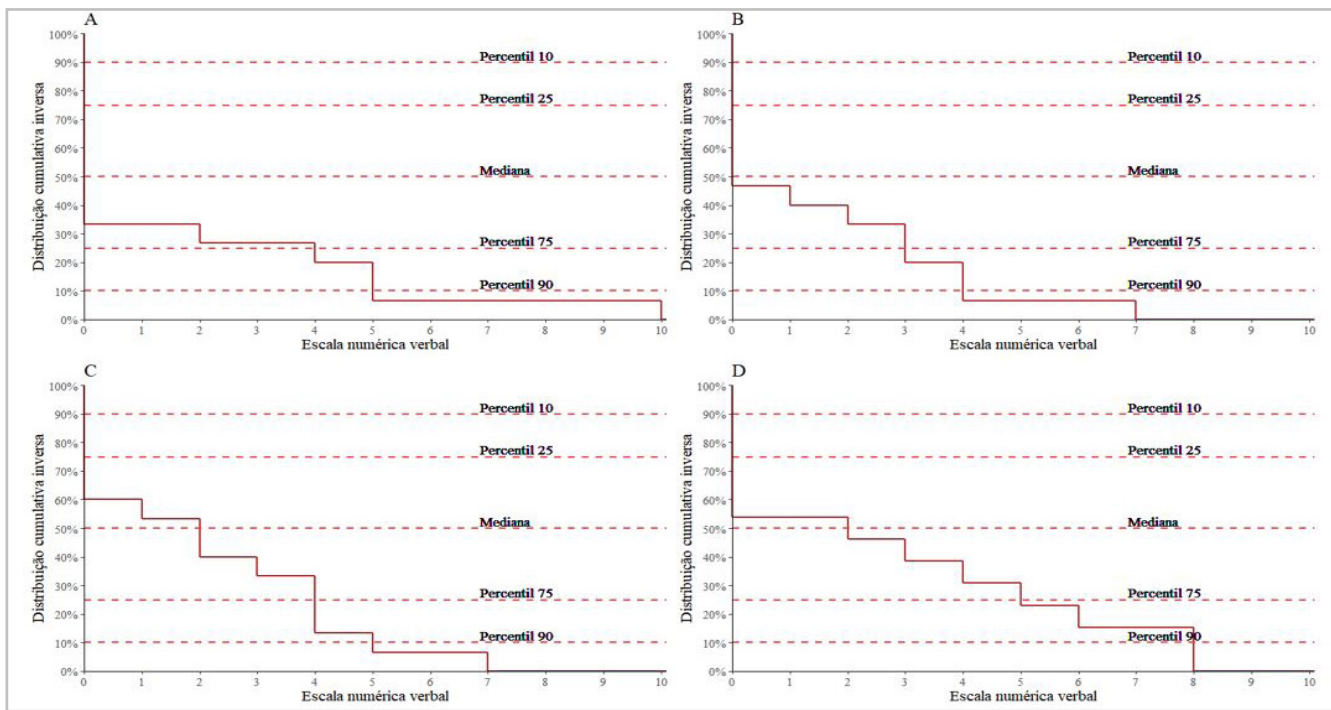 A
Distribuição cumulativa inversa
100%
90%
80%
70%
60%
50%
40%
30%
20%
10%
0%
Percentil 10
Percentil 25
Mediana
Percentil 75
Percentil 90
0 1 2 3 4 5 6 7 8 9 10
Escala numérica verbal
B
Distribuição cumulativa inversa
100%
90%
80%
70%
60%
50%
40%
30%
20%
10%
0%
Percentil 10
Percentil 25
Mediana
Percentil 75
Percentil 90
0 1 2 3 4 5 6 7 8 9 10
Escala numérica verbal
C
Distribuição cumulativa inversa
100%
90%
80%
70%
60%
50%
40%
30%
20%
10%
0%
Percentil 10
Percentil 25
Mediana
Percentil 75
Percentil 90
0 1 2 3 4 5 6 7 8 9 10
Escala numérica verbal
D
Distribuição cumulativa inversa
100%
90%
80%
70%
60%
50%
40%
30%
20%
10%
0%
Percentil 10
Percentil 25
Mediana
Percentil 75
Percentil 90
0 1 2 3 4 5 6 7 8 9 10
Escala numérica verbal